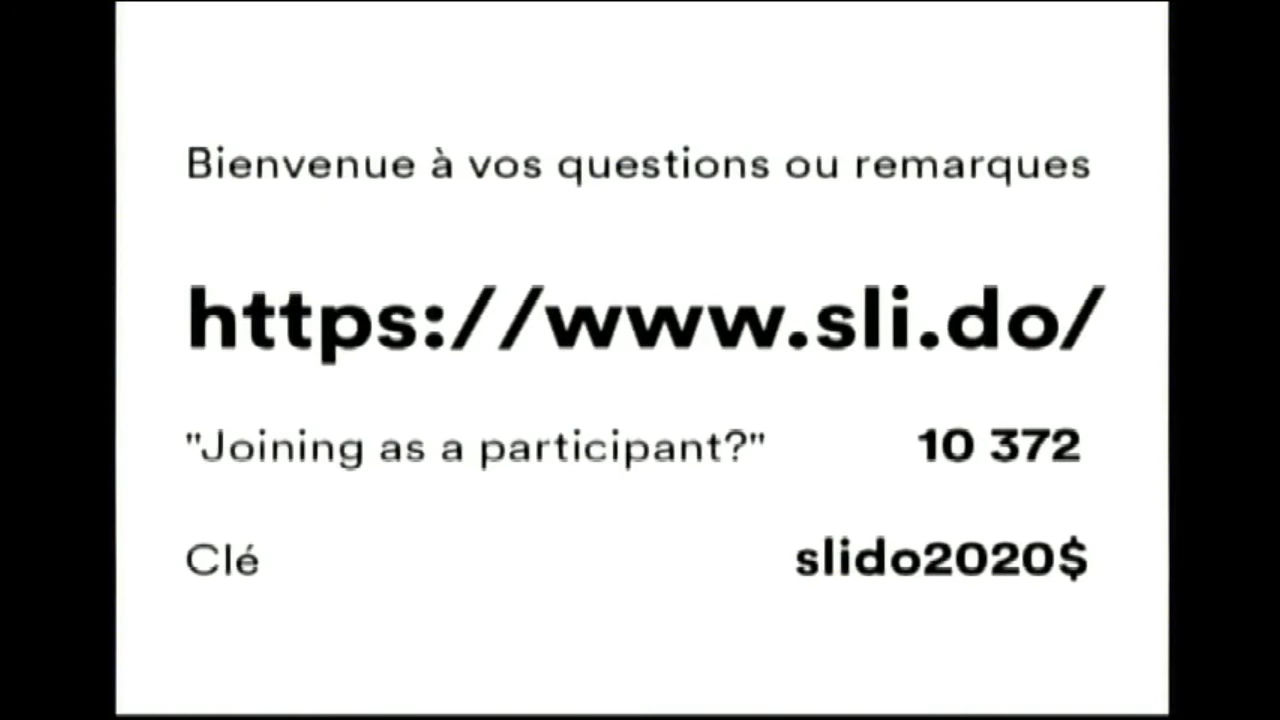 Bienvenue à vos questions ou remarques
https://www.sli.do/
"Joining as a participant?" 10 372
Clé slido2020$